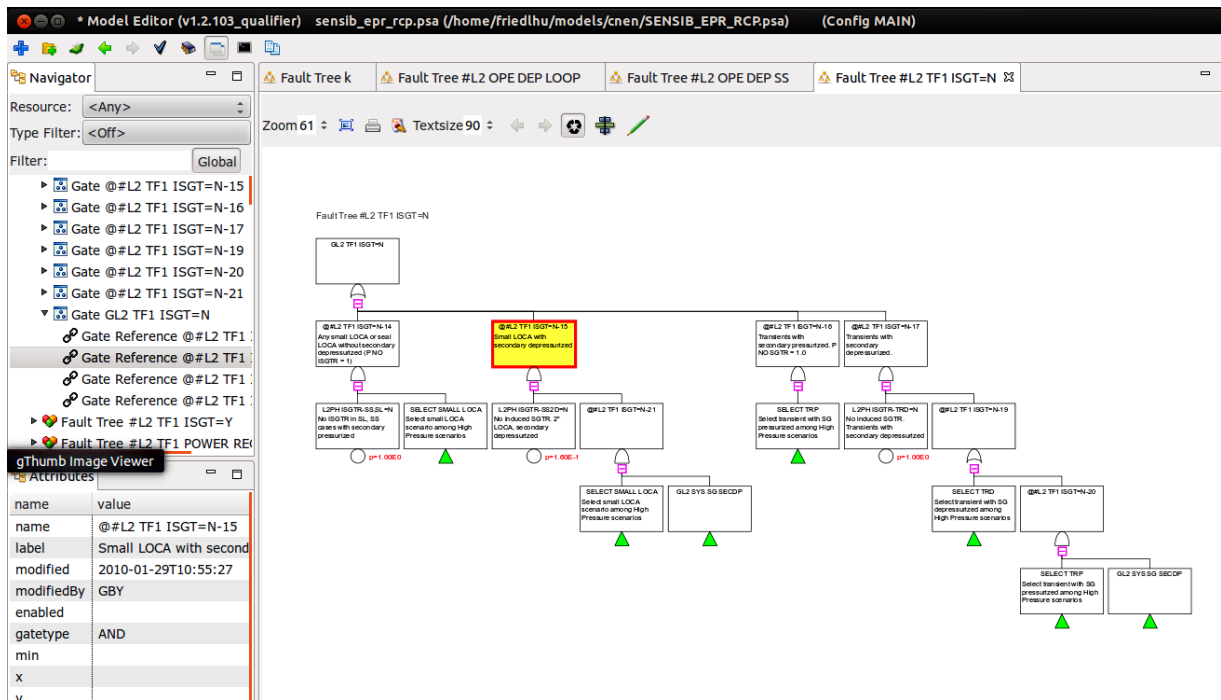 * Model Editor (v1.2.103_qualifier) sensib_epr_rcp.psa (/home/friedlhu/models/cnen/SENSIB_EPR_RCP.psa) (Config MAIN)
Navigator
Resource: <Any>
Type Filter: <Off>
Filter: Global
Gate @#L2 TF1 ISGT=N-15
Gate @#L2 TF1 ISGT=N-16
Gate @#L2 TF1 ISGT=N-17
Gate @#L2 TF1 ISGT=N-19
Gate @#L2 TF1 ISGT=N-20
Gate @#L2 TF1 ISGT=N-21
Gate GL2 TF1 ISGT=N
Gate Reference @#L2 TF1
Gate Reference @#L2 TF1
Gate Reference @#L2 TF1
Gate Reference @#L2 TF1
Fault Tree #L2 TF1 ISGT=Y
Fault Tree #L2 TF1 POWER RE
gThumb Image Viewer
Attributes
name value
name @#L2 TF1 ISGT=N-15
label Small LOCA with second
modified 2010-01-29T10:55:27
modifiedBy GBY
enabled
gatetype AND
min
x
Fault Tree k
Fault Tree #L2 OPE DEP LOOP
Fault Tree #L2 OPE DEP SS
Fault Tree #L2 TF1 ISGT=N
Zoom 61 Textsize 90
Fault Tree #L2 TF1 ISGT=N
GL2 TF1 ISGT=N
@#L2 TF1 ISGT=N-14
Any small LOCA or seal
LOCA without secondary
depressurized (P NO
ISGTR = 1)
@#L2 TF1 ISGT=N-15
Small LOCA with
secondary depressurized
@#L2 TF1 ISGT=N-16
Transients with
secondary pressurized. P
NO SGTR = 1.0
@#L2 TF1 ISGT=N-17
Transients with
secondary
depressurized.
L2PH ISGTR-SS,SL=N
No ISGTR in SL, SS
cases with secondary
pressurized
p=1.00E0
SELECT SMALL LOCA
Select small LOCA
scenario among High
Pressure scenarios
L2PH ISGTR-SS2D=N
No induced SGTR. 2"
LOCA, secondary
depressurized
p=1.60E-1
@#L2 TF1 ISGT=N-21
SELECT TRP
Select transient with SG
pressurized among High
Pressure scenarios
L2PH ISGTR-TRD=N
No induced SGTR.
Transients with
secondary depressurized
p=1.00E0
@#L2 TF1 ISGT=N-19
SELECT SMALL LOCA
Select small LOCA
scenario among High
Pressure scenarios
GL2 SYS SG SECDP
SELECT TRD
Select transient with SG
depressurized among
High Pressure scenarios
@#L2 TF1 ISGT=N-20
SELECT TRP
Select transient with SG
pressurized among High
Pressure scenarios
GL2 SYS SG SECDP